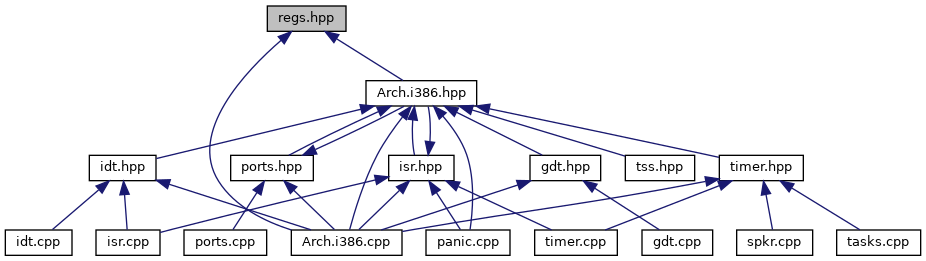 regs.hpp
Arch.i386.hpp
idt.hpp
ports.hpp
isr.hpp
gdt.hpp
tss.hpp
timer.hpp
idt.cpp
isr.cpp
ports.cpp
Arch.i386.cpp
panic.cpp
timer.cpp
gdt.cpp
spkr.cpp
tasks.cpp